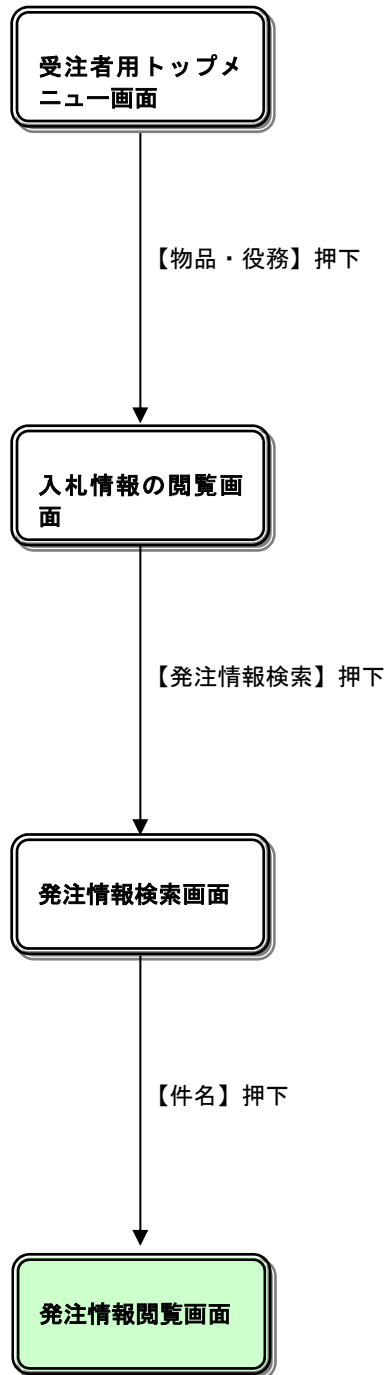 受注者用トップメ
ニュー画面
【物品・役務】押下
入札情報の閲覧画
面
【発注情報検索】押下
発注情報検索画面
【件名】押下
発注情報閲覧画面